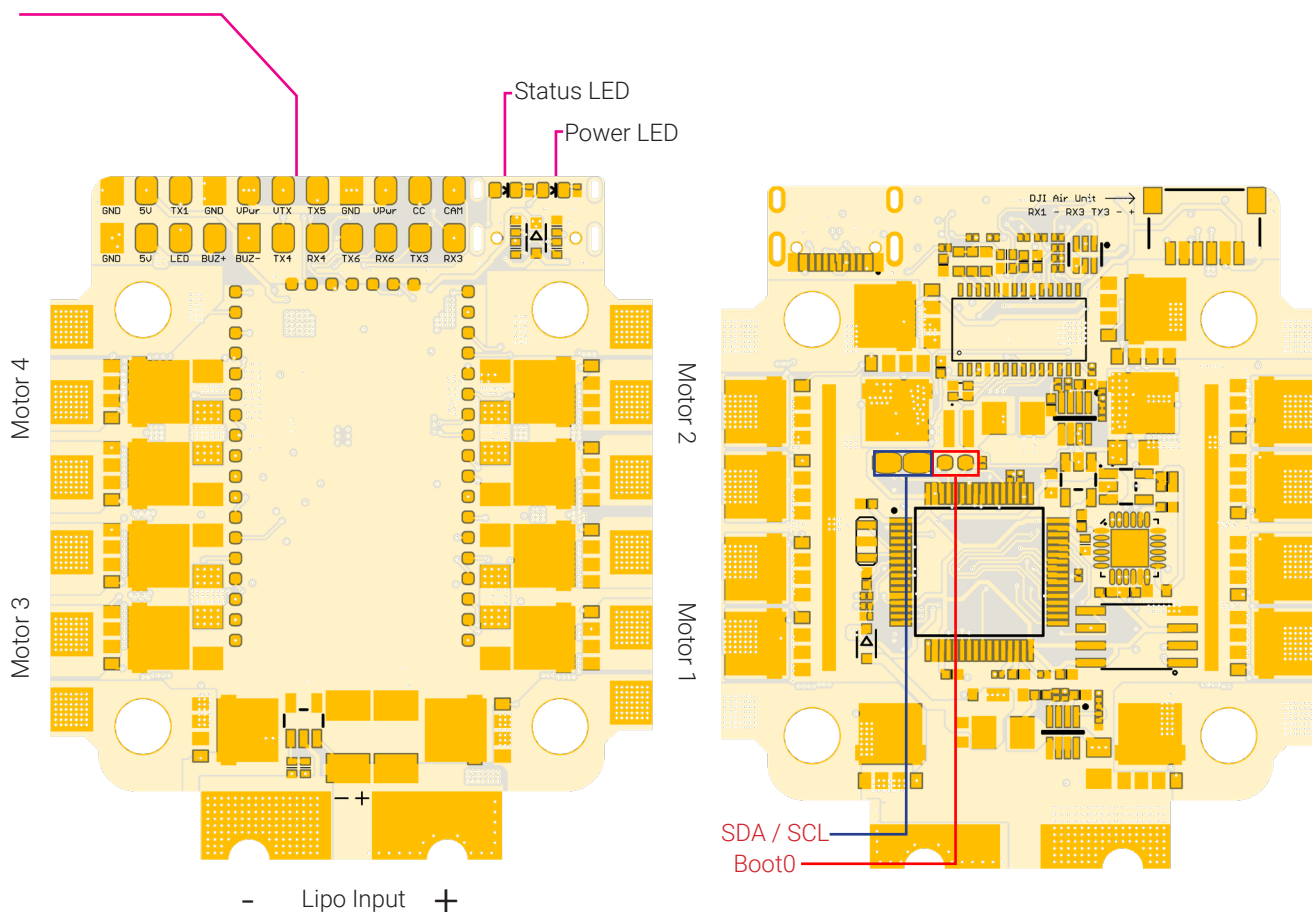 Status LED
Power LED
GND 5V TX1 GND VPwr VTX TX5 GND VPwr CC CAM
GND 5V LED BUZ+ BUZ- TX4 RX4 TX6 RX6 TX3 RX3
DJI Air Unit
RX1 - RX3 TX3 - +
Motor 4
Motor 2
Motor 3
Motor 1
- +
SDA / SCL
Boot0
- Lipo Input +